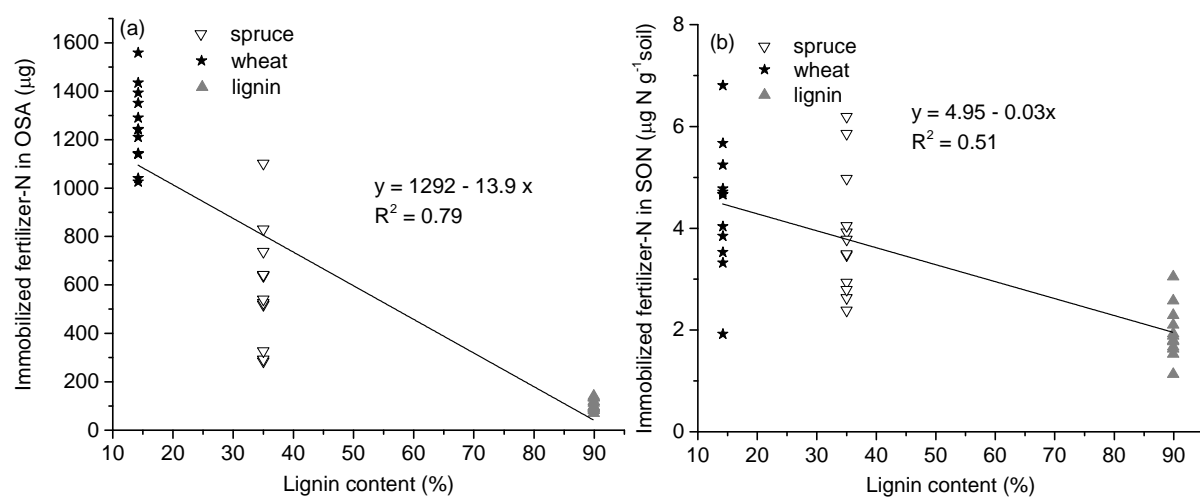 (a)
spruce
wheat
lignin
y = 1292 - 13.9 x
R² = 0.79
Immobilized fertilizer-N in OSA (μg)
1600
1400
1200
1000
800
600
400
200
0
10 20 30 40 50 60 70 80 90
Lignin content (%)
(b)
spruce
wheat
lignin
y = 4.95 - 0.03x
R² = 0.51
Immobilized fertilizer-N in SON (μg N g⁻¹soil)
8
6
4
2
0
10 20 30 40 50 60 70 80 90
Lignin content (%)